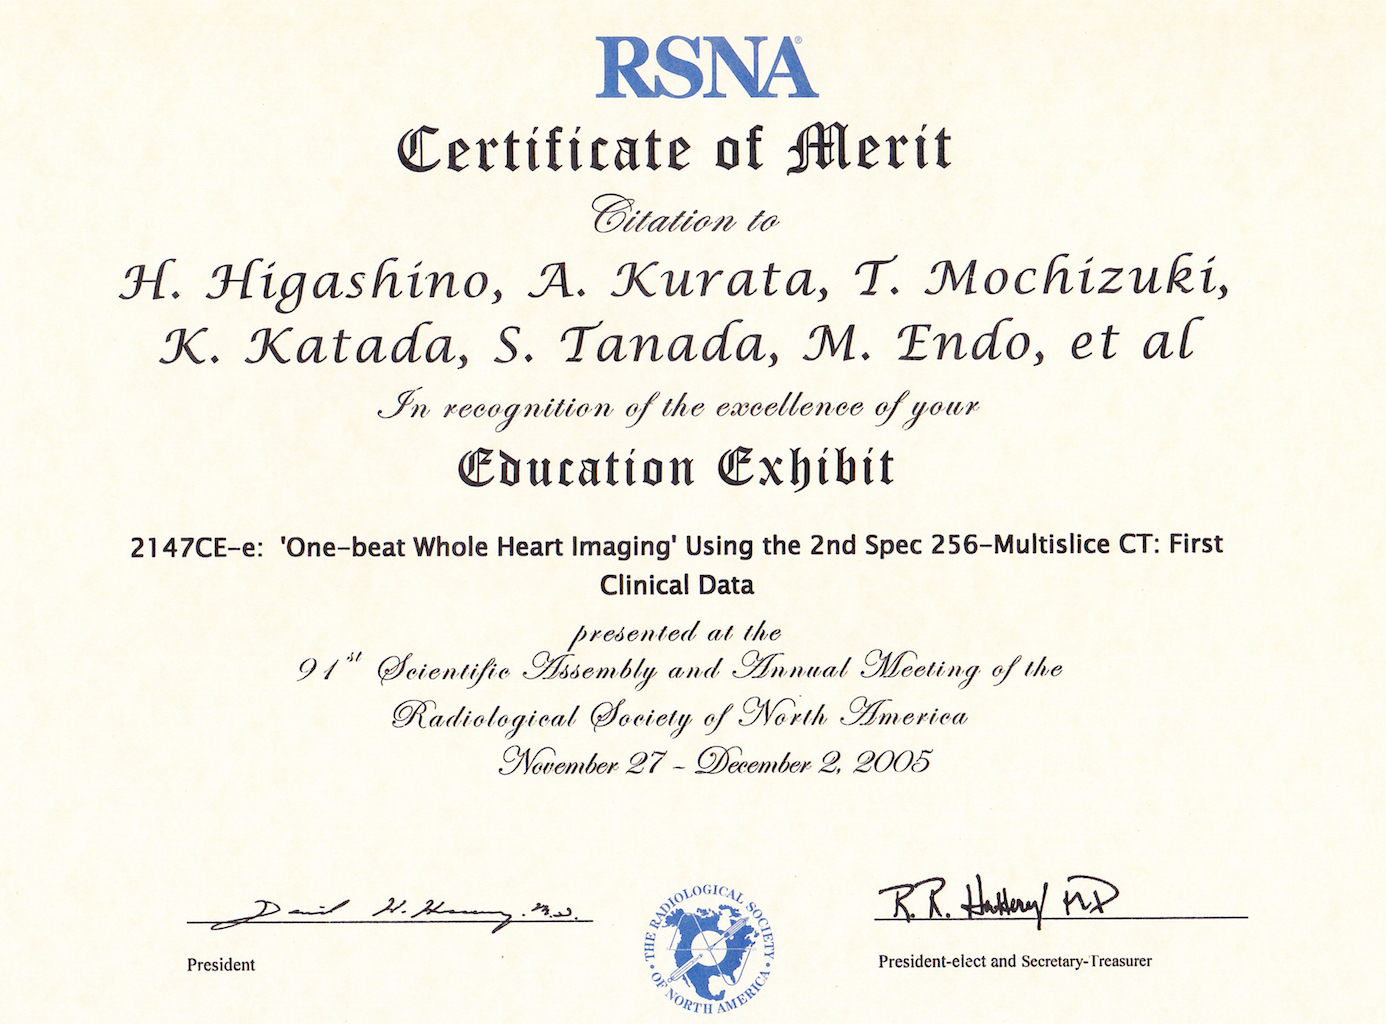 RSNA®
Certificate of Merit
Citation to
H. Higashino, A. Kurata, T. Mochizuki,
K. Katada, S. Tanada, M. Endo, et al
In recognition of the excellence of your
Education Exhibit
2147CE-e: 'One-beat Whole Heart Imaging' Using the 2nd Spec 256-Multislice CT: First
Clinical Data
presented at the
91st Scientific Assembly and Annual Meeting of the
Radiological Society of North America
November 27 - December 2, 2005
David H. M.D.
R. R. Hattery MD
President
THE RADIOLOGICAL SOCIETY • OF NORTH AMERICA •
President-elect and Secretary-Treasurer